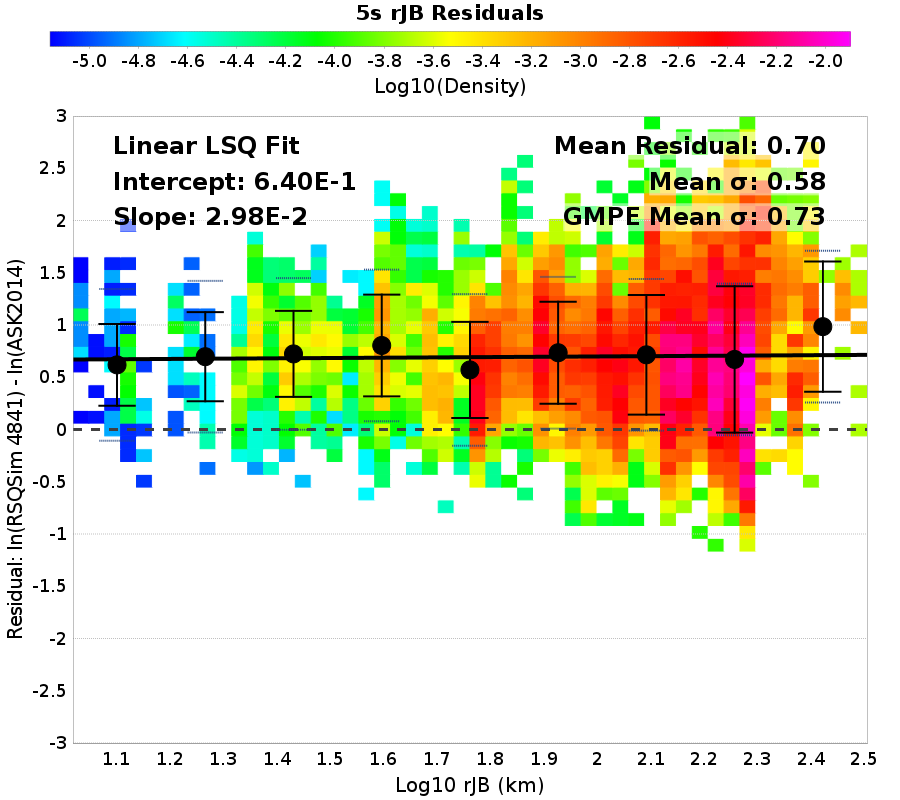 5s rJB Residuals
-5.0 -4.8 -4.6 -4.4 -4.2 -4.0 -3.8 -3.6 -3.4 -3.2 -3.0 -2.8 -2.6 -2.4 -2.2 -2.0
Log10(Density)
Linear LSQ Fit
Intercept: 6.40E-1
Slope: 2.98E-2
Mean Residual: 0.70
Mean σ: 0.58
GMPE Mean σ: 0.73
Residual: ln(RSQSim 4841) - ln(ASK2014)
3
2.5
2
1.5
1
0.5
0
-0.5
-1
-1.5
-2
-2.5
-3
1.1 1.2 1.3 1.4 1.5 1.6 1.7 1.8 1.9 2 2.1 2.2 2.3 2.4 2.5
Log10 rJB (km)